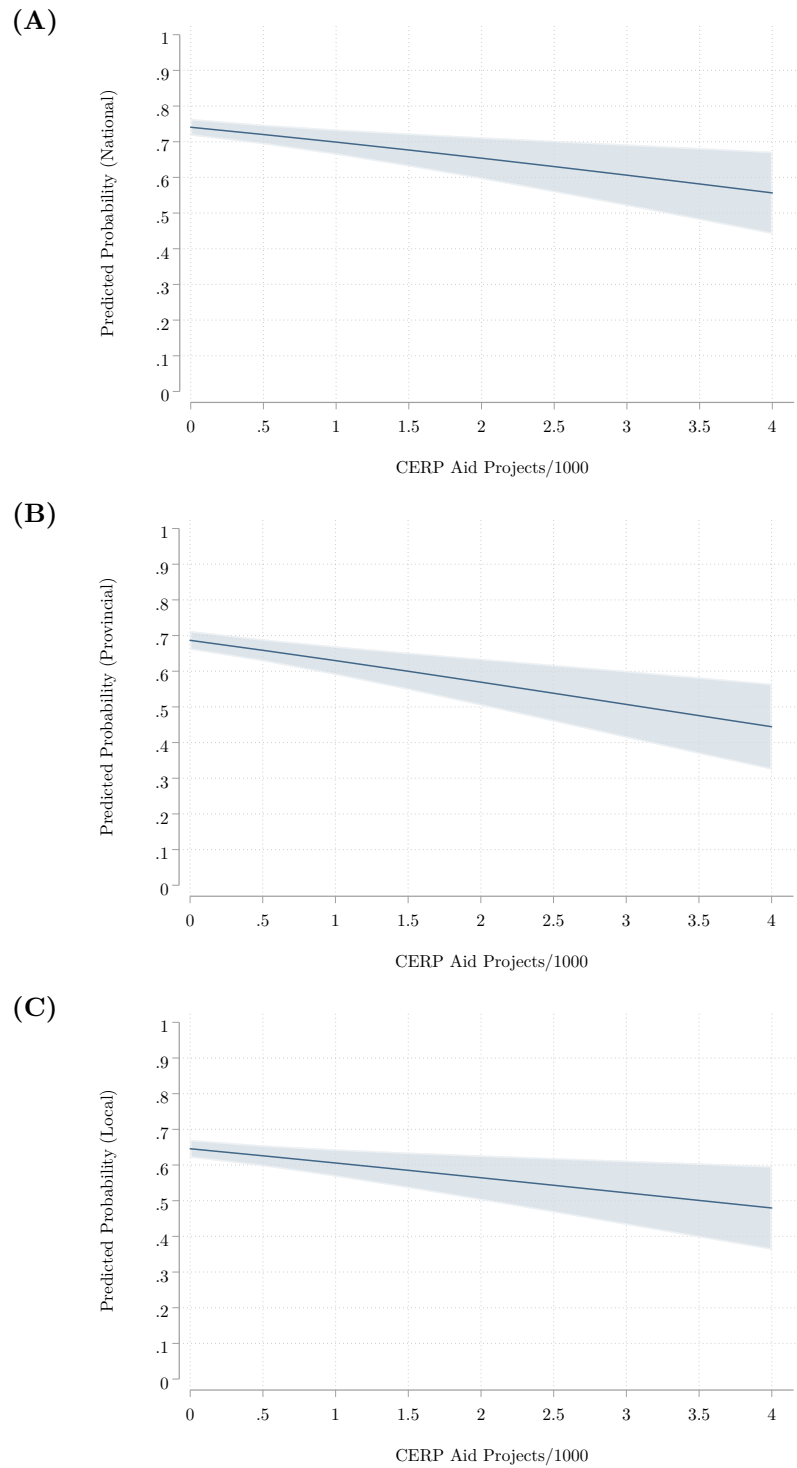 (A)
Predicted Probability (National)
1
.9
.8
.7
.6
.5
.4
.3
.2
.1
0
0 .5 1 1.5 2 2.5 3 3.5 4
CERP Aid Projects/1000
(B)
Predicted Probability (Provincial)
1
.9
.8
.7
.6
.5
.4
.3
.2
.1
0
0 .5 1 1.5 2 2.5 3 3.5 4
CERP Aid Projects/1000
(C)
Predicted Probability (Local)
1
.9
.8
.7
.6
.5
.4
.3
.2
.1
0
0 .5 1 1.5 2 2.5 3 3.5 4
CERP Aid Projects/1000